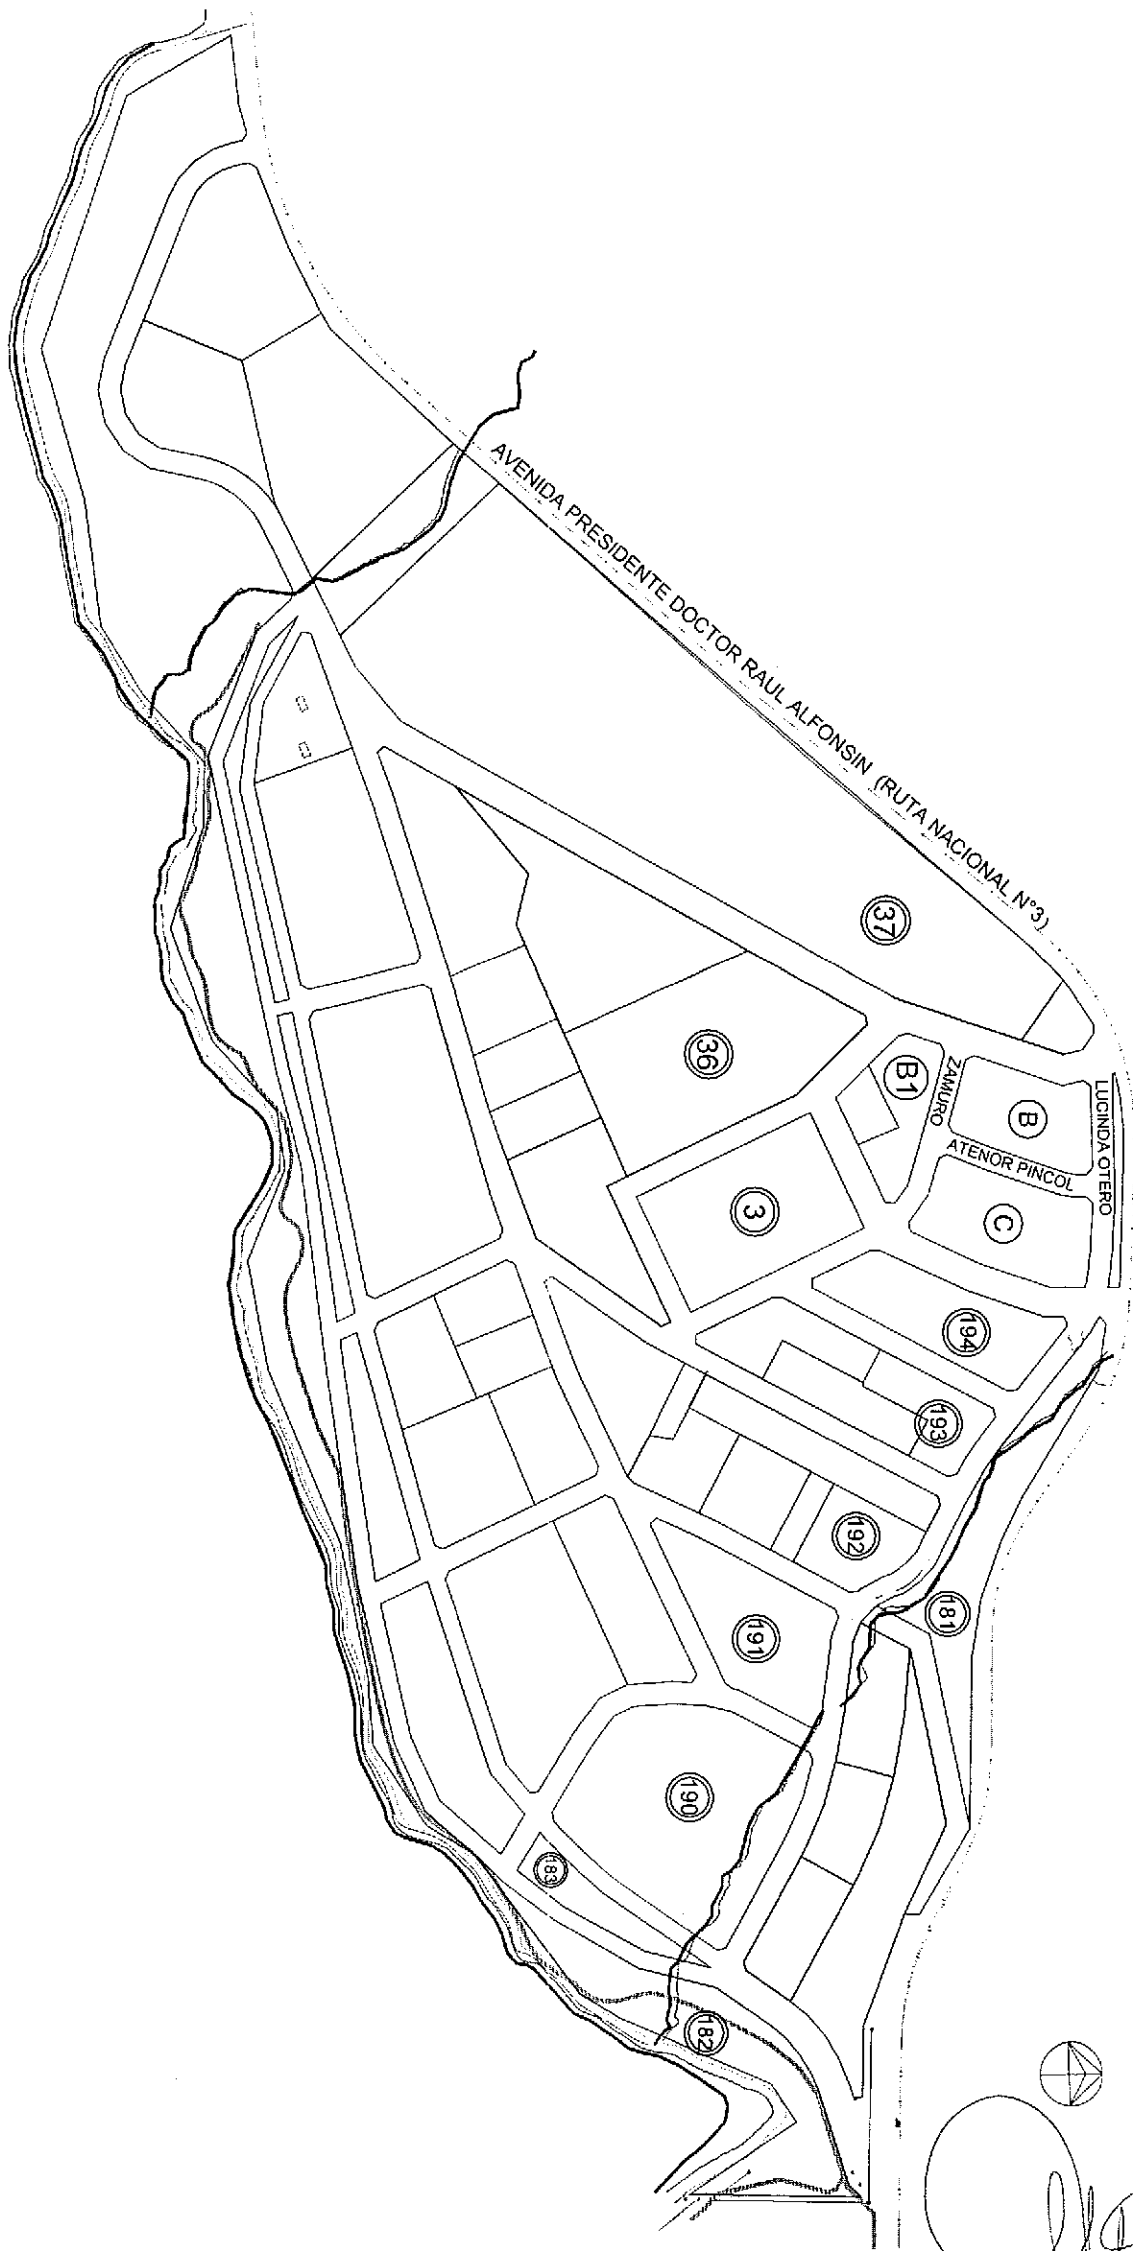 AVENIDA PRESIDENTE DOCTOR RAUL ALFONSIN (RUTA NACIONAL N°3)
37
36
B1
ZAMURO
B
LUCINDA OTERO
ATENOR PINCOL
3
C
194
193
192
181
191
190
183
182